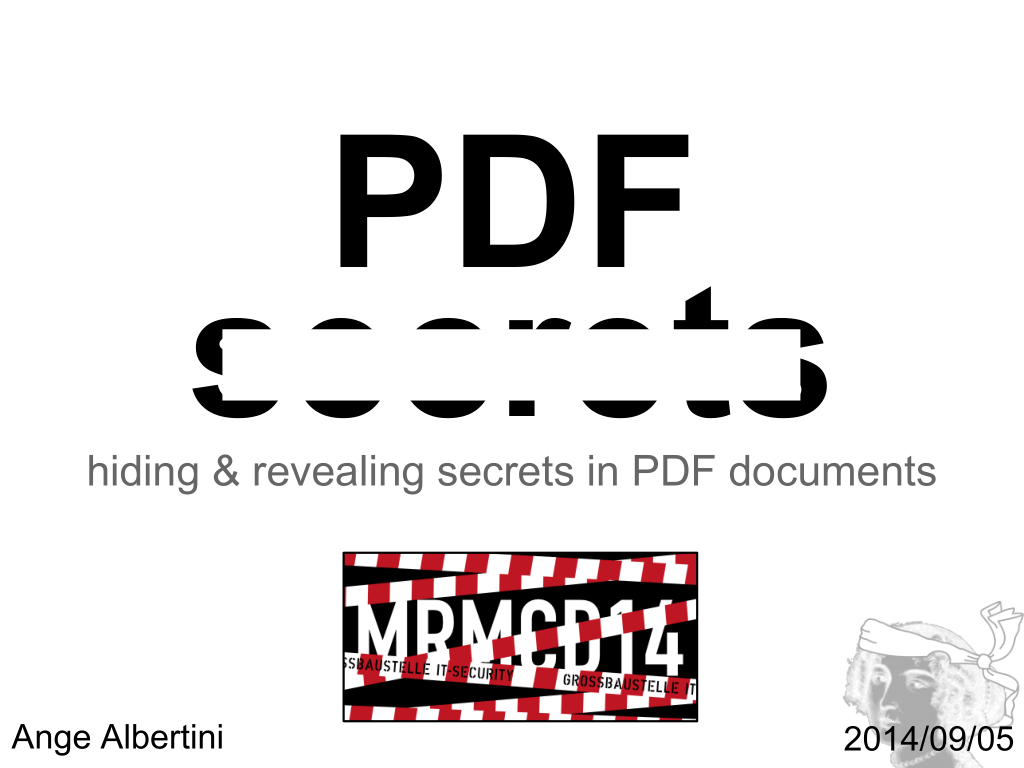 PDF
secrets
hiding & revealing secrets in PDF documents
MRMCD14
SSBAUSTELLE IT-SECURITY
GROSSBAUSTELLE IT
Ange Albertini
2014/09/05